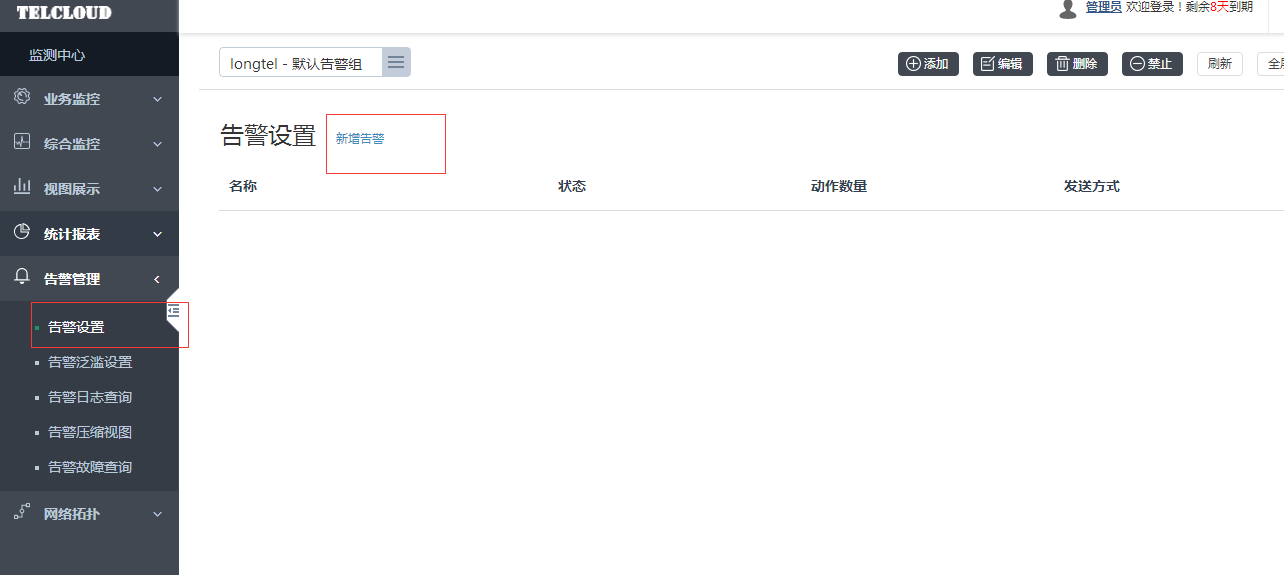 TELCLOUD
管理员 欢迎登录！剩余8天到期
监测中心
业务监控
综合监控
视图展示
统计报表
告警管理
告警设置
告警泛滥设置
告警日志查询
告警压缩视图
告警故障查询
网络拓扑
longtel - 默认告警组
添加 编辑 删除 禁止 刷新 全
告警设置 新增告警
名称 状态 动作数量 发送方式